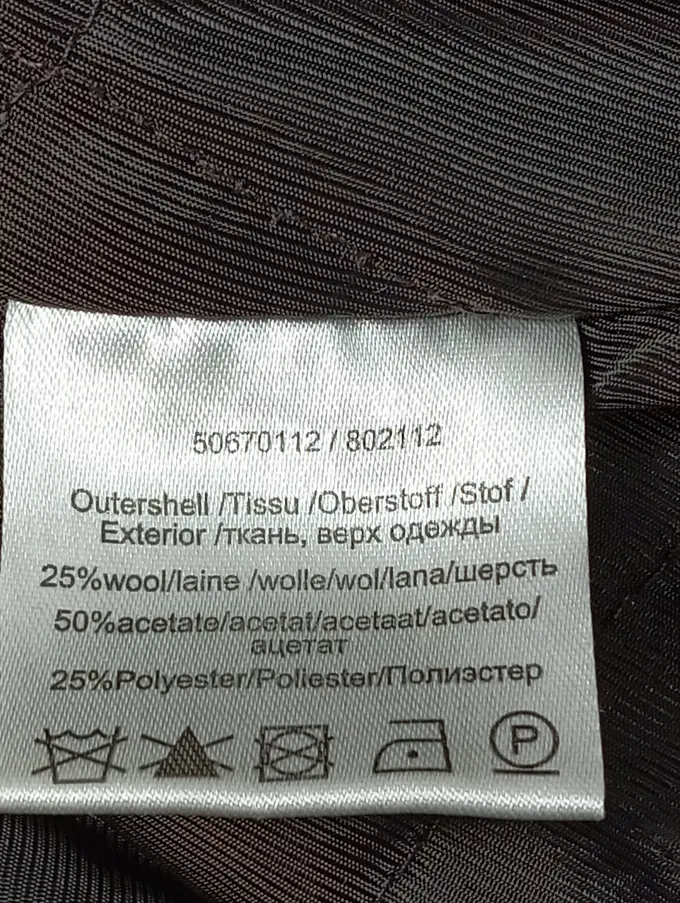 50670112 / 802112
Outershell /Tissu /Oberstoff /Stof /
Exterior /ткань, верх одежды
25%wool/laine /wolle/wol/lana/шерсть
50%acetate/acetat/acetaat/acetato/
ацетат
25%Polyester/Poliester/Полиэстер
P